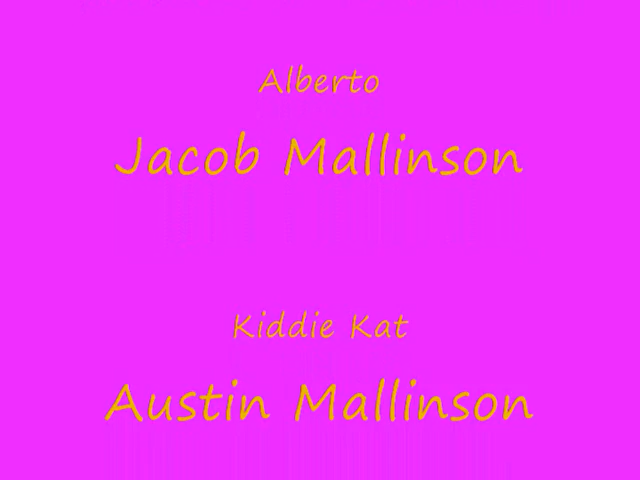 Alberto
Jacob Mallinson
Kiddie Kat
Austin Mallinson